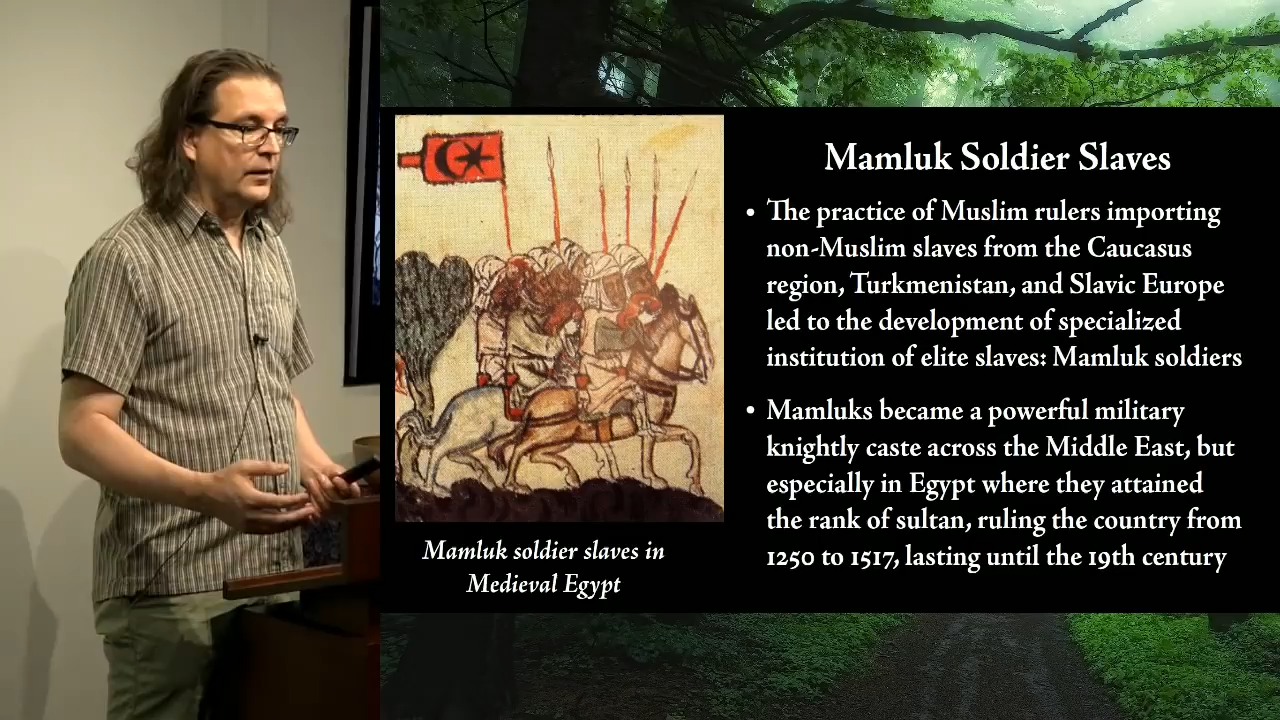 Mamluk Soldier Slaves
• The practice of Muslim rulers importing
non-Muslim slaves from the Caucasus
region, Turkmenistan, and Slavic Europe
led to the development of specialized
institution of elite slaves: Mamluk soldiers
• Mamluks became a powerful military
knightly caste across the Middle East, but
especially in Egypt where they attained
the rank of sultan, ruling the country from
1250 to 1517, lasting until the 19th century
Mamluk soldier slaves in
Medieval Egypt